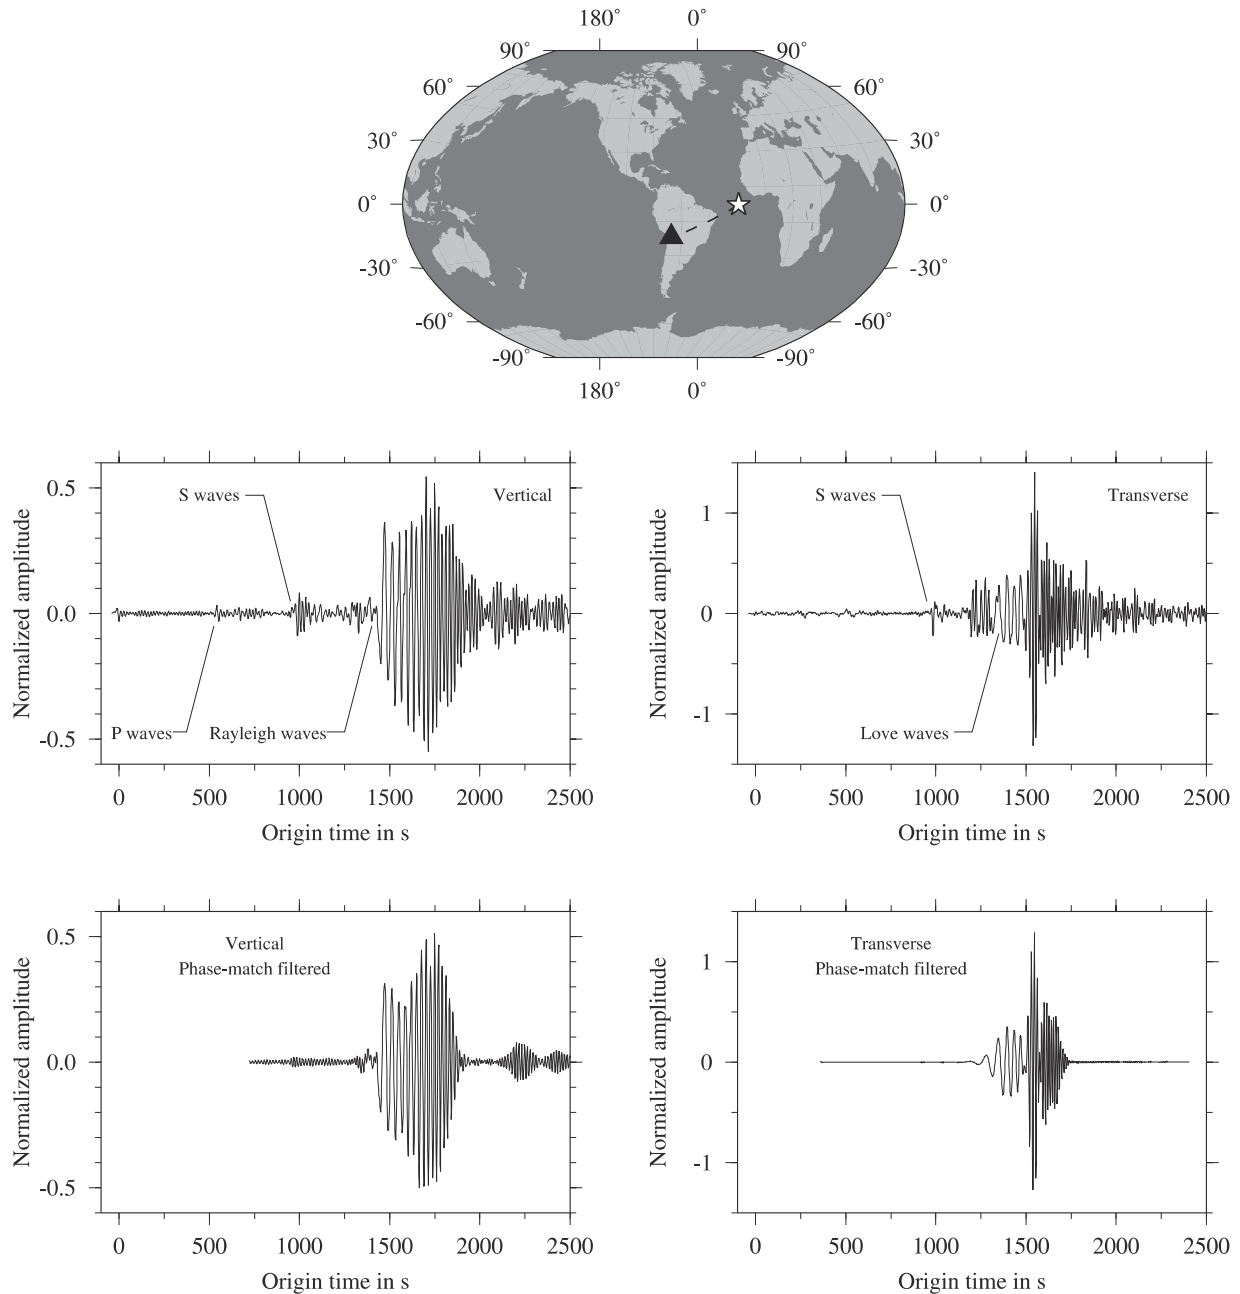 180˚ 0˚
90˚ 90˚
60˚ 60˚
30˚ 30˚
0˚ 0˚
-30˚ -30˚
-60˚ -60˚
-90˚ -90˚
180˚ 0˚
Normalized amplitude
0.5
0.0
-0.5
S waves
Vertical
P waves
Rayleigh waves
0 500 1000 1500 2000 2500
Origin time in s
Normalized amplitude
1
0
-1
S waves
Transverse
Love waves
0 500 1000 1500 2000 2500
Origin time in s
Normalized amplitude
0.5
0.0
-0.5
Vertical
Phase-match filtered
0 500 1000 1500 2000 2500
Origin time in s
Normalized amplitude
1
0
-1
Transverse
Phase-match filtered
0 500 1000 1500 2000 2500
Origin time in s